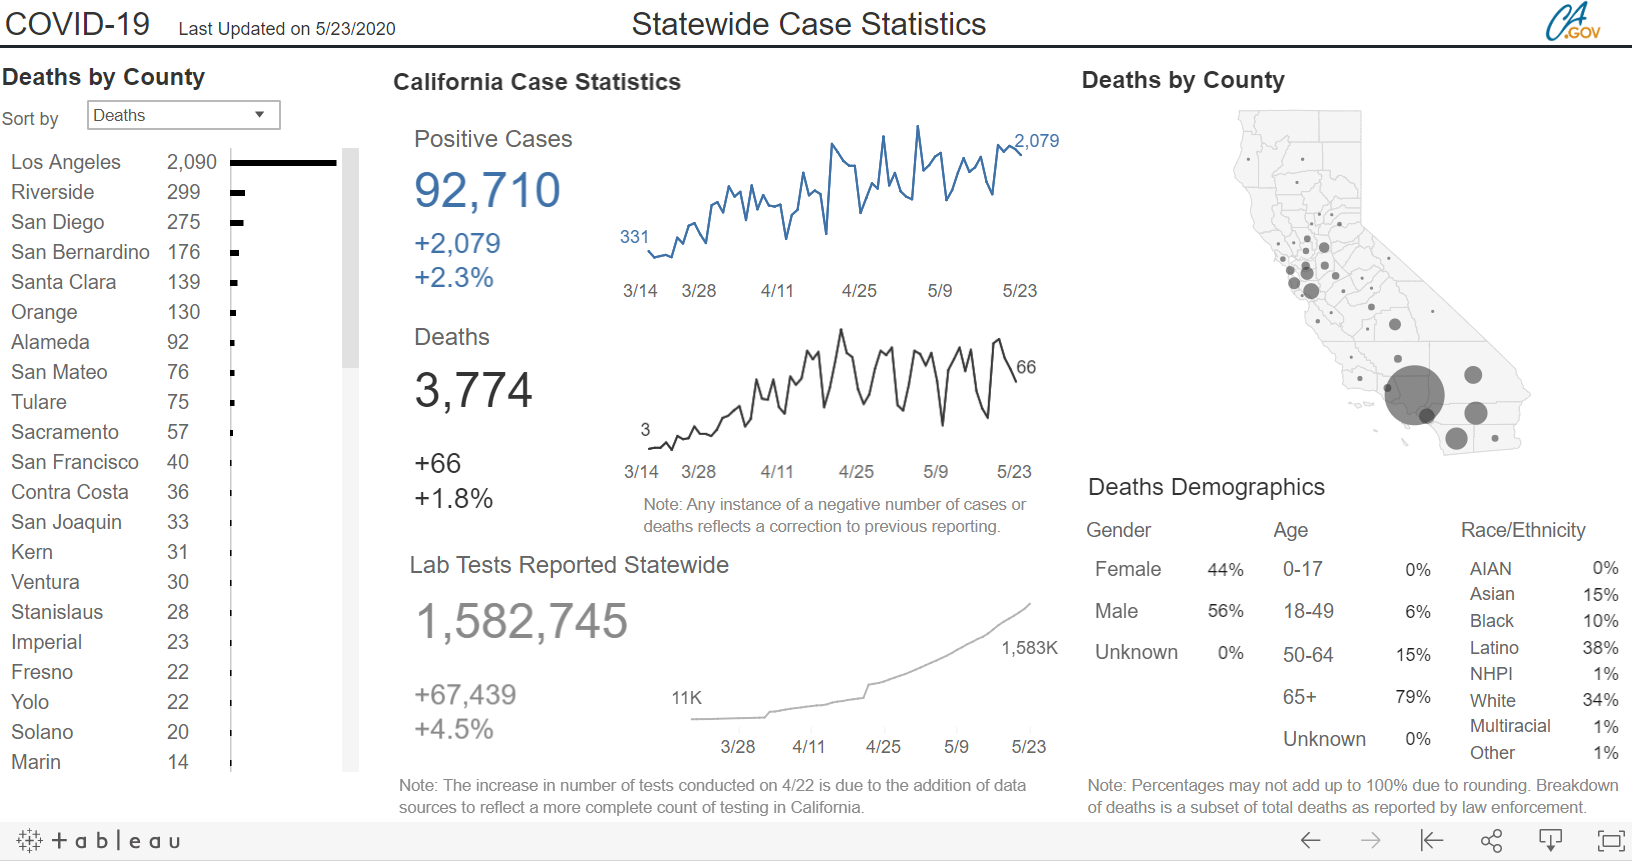 COVID-19 Last Updated on 5/23/2020 Statewide Case Statistics CA.GOV
Deaths by County
Sort by Deaths
Los Angeles 2,090
Riverside 299
San Diego 275
San Bernardino 176
Santa Clara 139
Orange 130
Alameda 92
San Mateo 76
Tulare 75
Sacramento 57
San Francisco 40
Contra Costa 36
San Joaquin 33
Kern 31
Ventura 30
Stanislaus 28
Imperial 23
Fresno 22
Yolo 22
Solano 20
Marin 14
California Case Statistics
Positive Cases
92,710
+2,079
+2.3%
331
2,079
3/14 3/28 4/11 4/25 5/9 5/23
Deaths
3,774
+66
+1.8%
3
66
3/14 3/28 4/11 4/25 5/9 5/23
Note: Any instance of a negative number of cases or
deaths reflects a correction to previous reporting.
Lab Tests Reported Statewide
1,582,745
+67,439
+4.5%
11K
1,583K
3/28 4/11 4/25 5/9 5/23
Note: The increase in number of tests conducted on 4/22 is due to the addition of data
sources to reflect a more complete count of testing in California.
Deaths by County
Deaths Demographics
Gender
Female 44%
Male 56%
Unknown 0%
Age
0-17 0%
18-49 6%
50-64 15%
65+ 79%
Unknown 0%
Race/Ethnicity
AIAN 0%
Asian 15%
Black 10%
Latino 38%
NHPI 1%
White 34%
Multiracial 1%
Other 1%
Note: Percentages may not add up to 100% due to rounding. Breakdown
of deaths is a subset of total deaths as reported by law enforcement.
+ableau